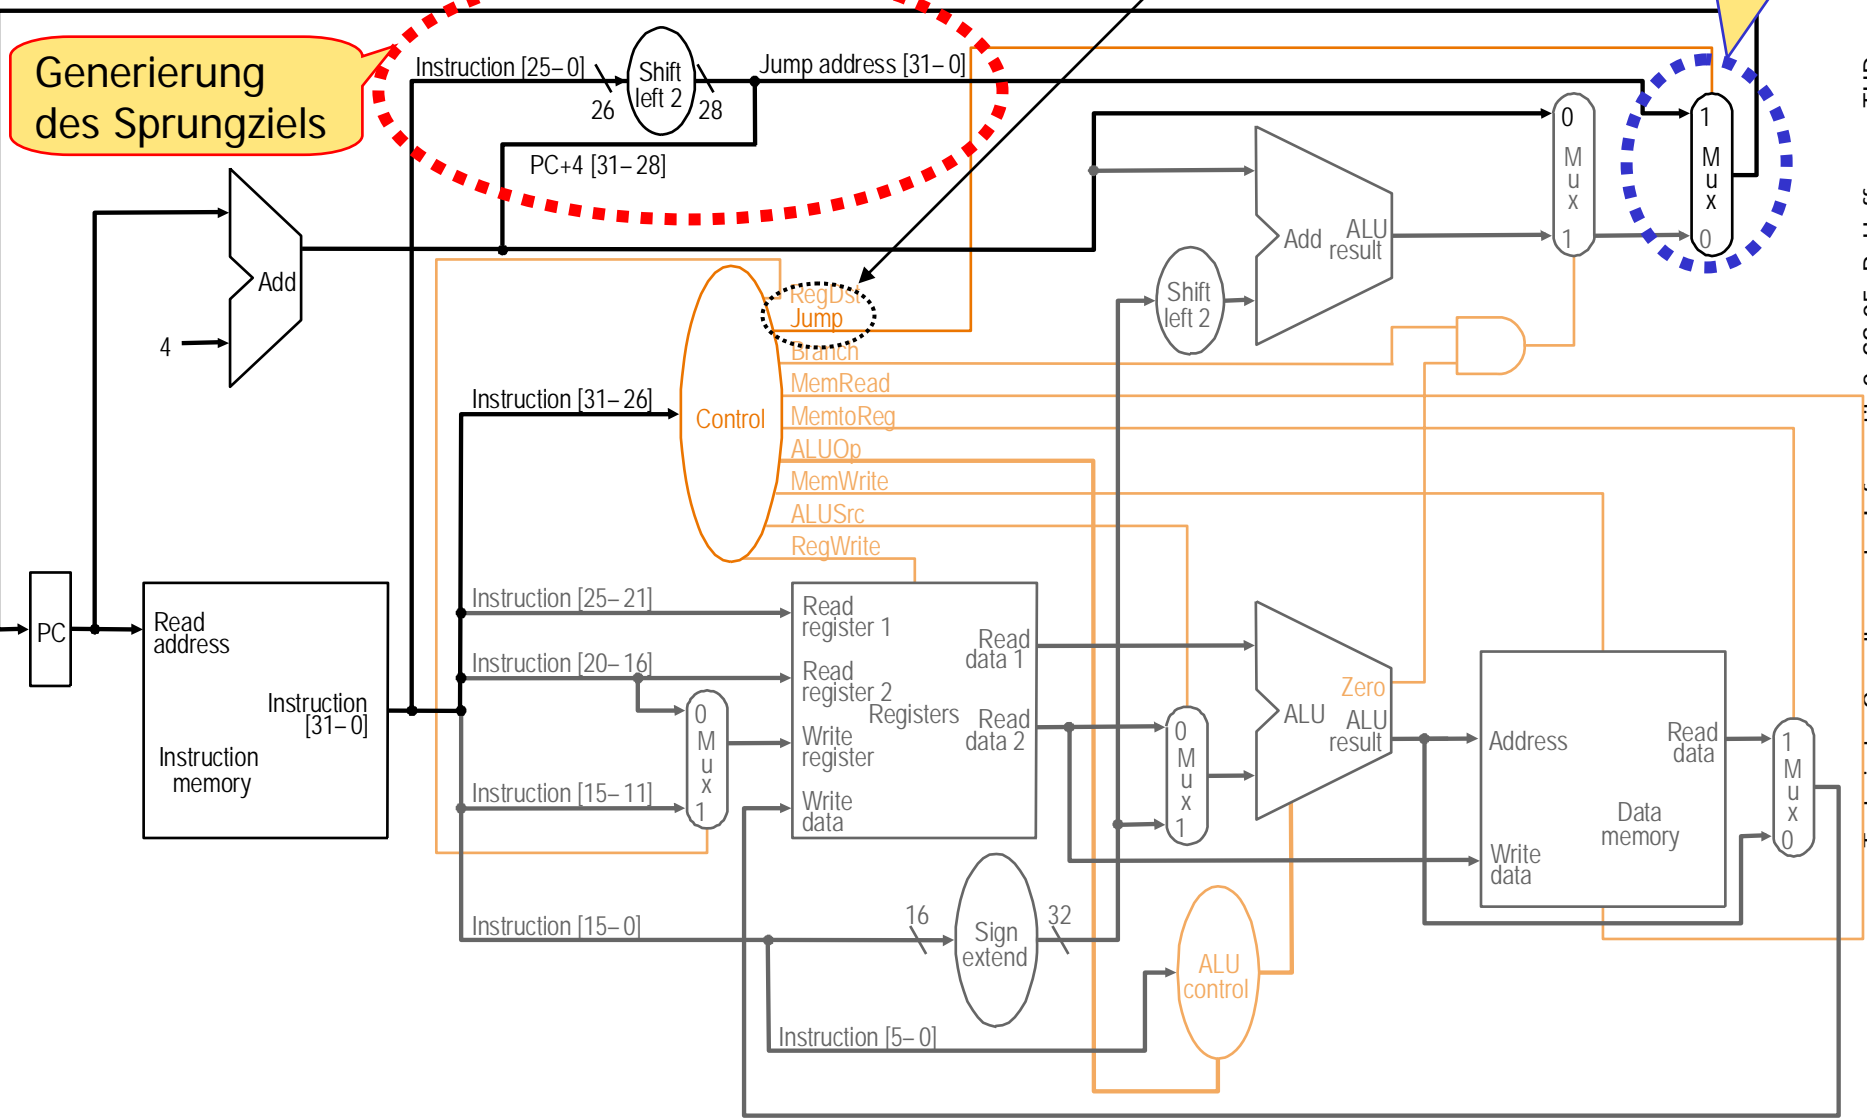 Generierung
des Sprungziels
Instruction [25–0]
26
Shift
left 2
28
Jump address [31–0]
PC+4 [31–28]
Add
4
0
M
u
x
1
1
M
u
x
0
Add
ALU
result
Shift
left 2
RegDst
Jump
Branch
MemRead
MemtoReg
ALUOp
MemWrite
ALUSrc
RegWrite
Control
Instruction [31–26]
PC
Read
address
Instruction
[31–0]
Instruction
memory
Instruction [25–21]
Instruction [20–16]
Instruction [15–11]
Instruction [15–0]
0
M
u
x
1
Read
register 1
Read
register 2
Write
register
Write
data
Registers
Read
data 1
Read
data 2
0
M
u
x
1
Zero
ALU
ALU
result
Address
Write
data
Read
data
Data
memory
1
M
u
x
0
16
Sign
extend
32
ALU
control
Instruction [5–0]